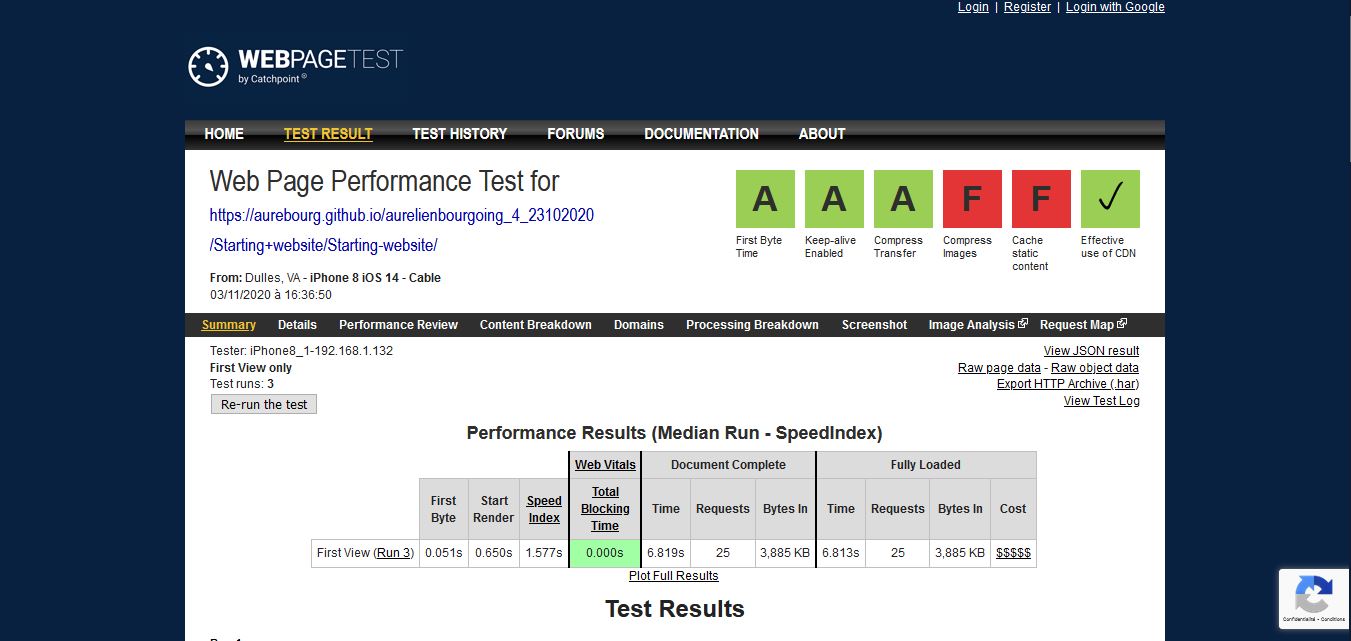 Login | Register | Login with Google
WEBPAGETEST
by Catchpoint ®
HOME TEST RESULT TEST HISTORY FORUMS DOCUMENTATION ABOUT
Web Page Performance Test for
https://aurebourg.github.io/aurelienbourgoing_4_23102020
/Starting+website/Starting-website/
From: Dulles, VA - iPhone 8 iOS 14 - Cable
03/11/2020 à 16:36:50
A A A F F ✓
First Byte Keep-alive Compress Compress Cache Effective
Time Enabled Transfer Images static use of CDN
content
Summary Details Performance Review Content Breakdown Domains Processing Breakdown Screenshot Image Analysis Request Map
Tester: iPhone8_1-192.168.1.132
First View only
Test runs: 3
Re-run the test
View JSON result
Raw page data - Raw object data
Export HTTP Archive (.har)
View Test Log
Performance Results (Median Run - SpeedIndex)
Web Vitals Document Complete Fully Loaded
First Byte Start Render Speed Index Total Blocking Time Time Requests Bytes In Time Requests Bytes In Cost
First View (Run 3) 0.051s 0.650s 1.577s 0.000s 6.819s 25 3,885 KB 6.813s 25 3,885 KB $$$$$
Plot Full Results
Test Results
Confidentialité - Conditions